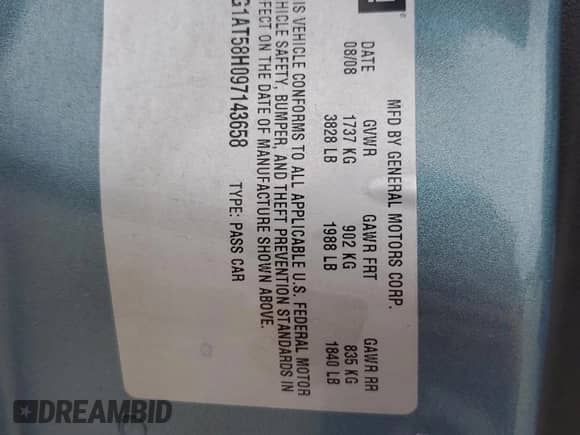 MFD BY GENERAL MOTORS CORP.
DATE GVWR GAWR FRT GAWR RR
08/08 1737 KG 902 KG 835 KG
3828 LB 1988 LB 1840 LB
IS VEHICLE CONFORMS TO ALL APPLICABLE U.S. FEDERAL MOTOR
HICLE SAFETY, BUMPER, AND THEFT PREVENTION STANDARDS IN
FECT ON THE DATE OF MANUFACTURE SHOWN ABOVE.
G1AT58H097143658 TYPE: PASS CAR
DREAMBID